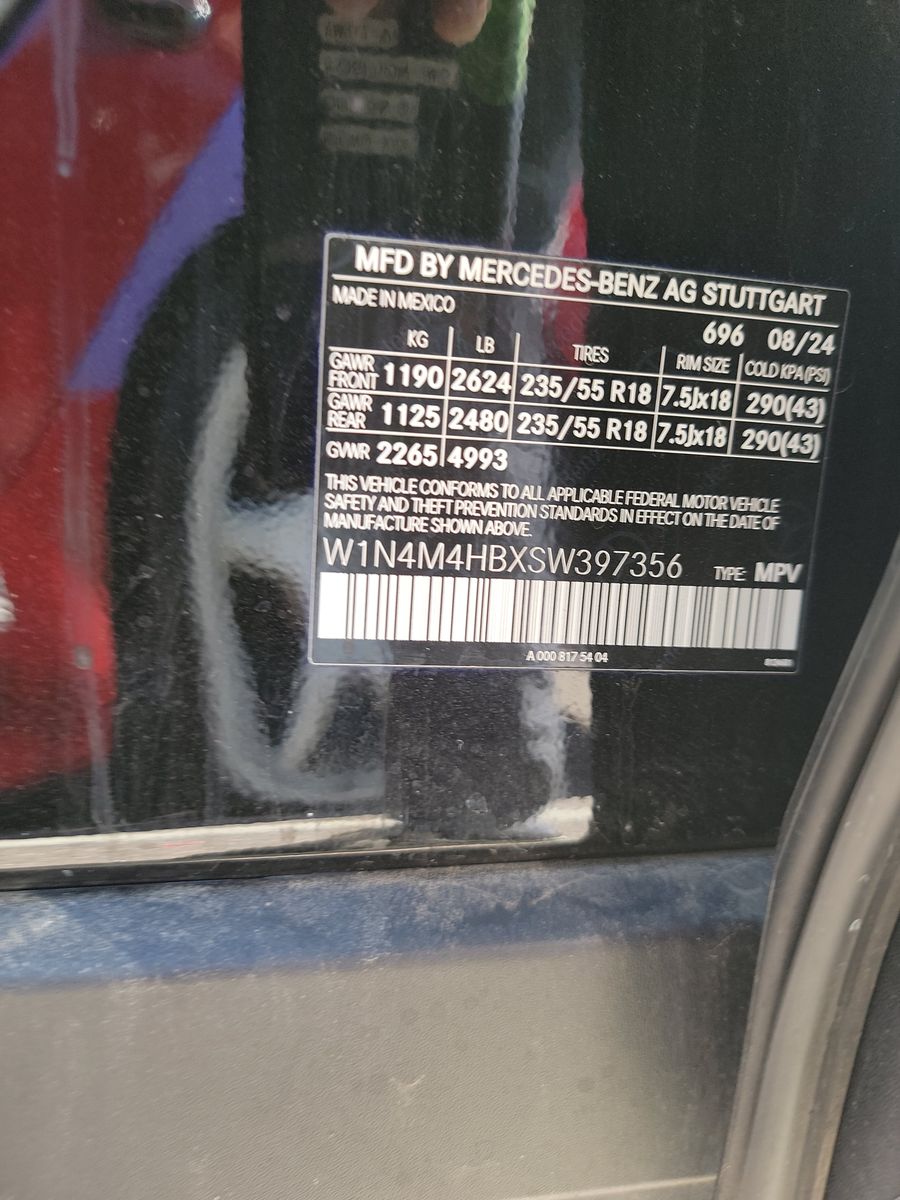 MFD BY MERCEDES-BENZ AG STUTTGART
MADE IN MEXICO
696 08/24
KG LB TIRES RIM SIZE COLD KPA(PSI)
GAWR FRONT 1190 2624 235/55 R18 7.5Jx18 290(43)
GAWR REAR 1125 2480 235/55 R18 7.5Jx18 290(43)
GVWR 2265 4993
THIS VEHICLE CONFORMS TO ALL APPLICABLE FEDERAL MOTOR VEHICLE
SAFETY AND THEFT PREVENTION STANDARDS IN EFFECT ON THE DATE OF
MANUFACTURE SHOWN ABOVE.
W1N4M4HBXSW397356 TYPE: MPV
A 000 817 54 04